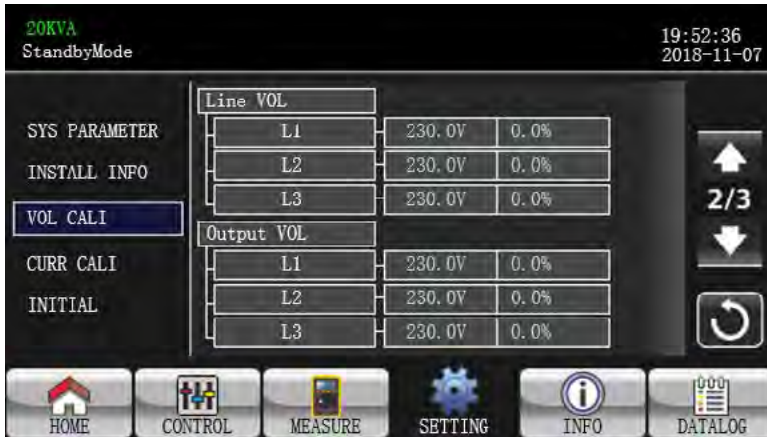 20KVA
StandbyMode
19:52:36
2018-11-07
SYS PARAMETER
INSTALL INFO
VOL CALI
CURR CALI
INITIAL
Line VOL
L1 230.0V 0.0%
L2 230.0V 0.0%
L3 230.0V 0.0%
Output VOL
L1 230.0V 0.0%
L2 230.0V 0.0%
L3 230.0V 0.0%
2/3
HOME CONTROL MEASURE SETTING INFO DATALOG